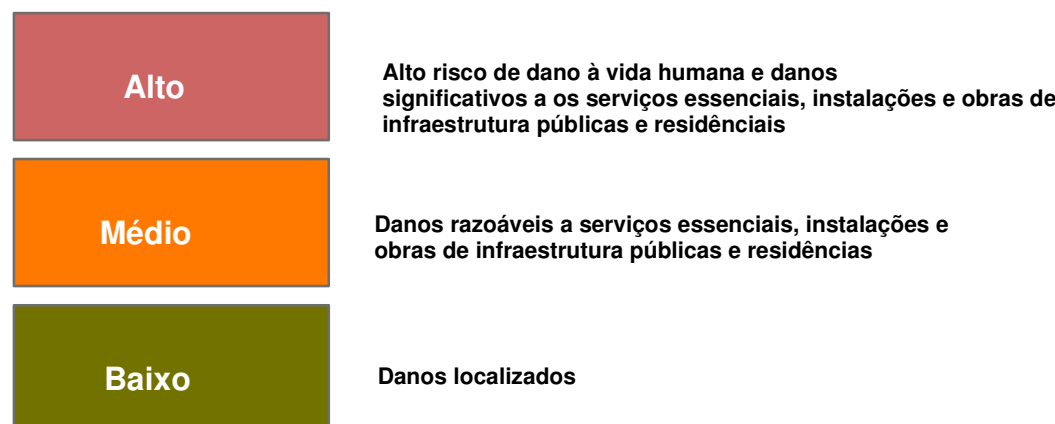 Alto
Alto risco de dano à vida humana e danos
significativos a os serviços essenciais, instalações e obras de
infraestrutura públicas e residênciais
Médio
Danos razoáveis a serviços essenciais, instalações e
obras de infraestrutura públicas e residências
Baixo
Danos localizados